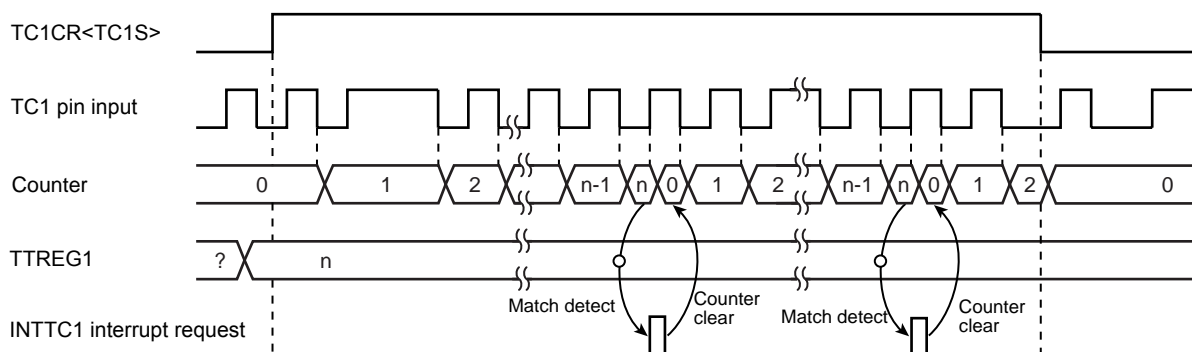 TC1CR<TC1S>
TC1 pin input
Counter
0 1 2 n-1 n 0 1 2 n-1 n 0 1 2 0
TTREG1
? n
Match detect
Counter
clear
Match detect
Counter
clear
INTTC1 interrupt request